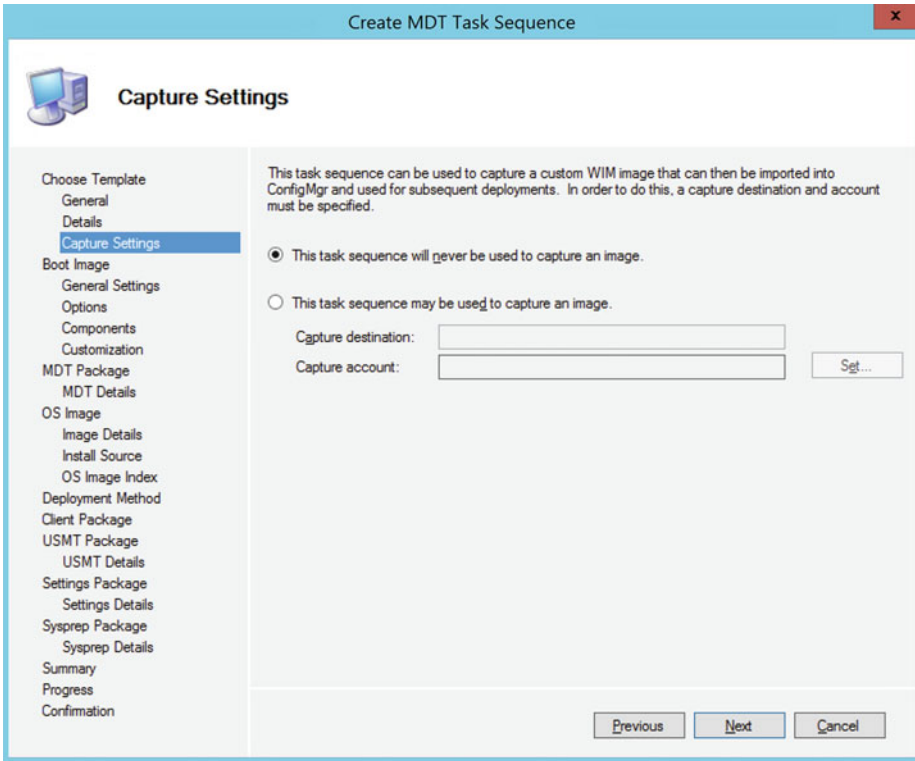 Create MDT Task Sequence
x
Capture Settings
Choose Template
General
Details
Capture Settings
Boot Image
General Settings
Options
Components
Customization
MDT Package
MDT Details
OS Image
Image Details
Install Source
OS Image Index
Deployment Method
Client Package
USMT Package
USMT Details
Settings Package
Settings Details
Sysprep Package
Sysprep Details
Summary
Progress
Confirmation
This task sequence can be used to capture a custom WIM image that can then be imported into
ConfigMgr and used for subsequent deployments. In order to do this, a capture destination and account
must be specified.
This task sequence will never be used to capture an image.
This task sequence may be used to capture an image.
Capture destination:
Capture account:
Set...
Previous
Next
Cancel